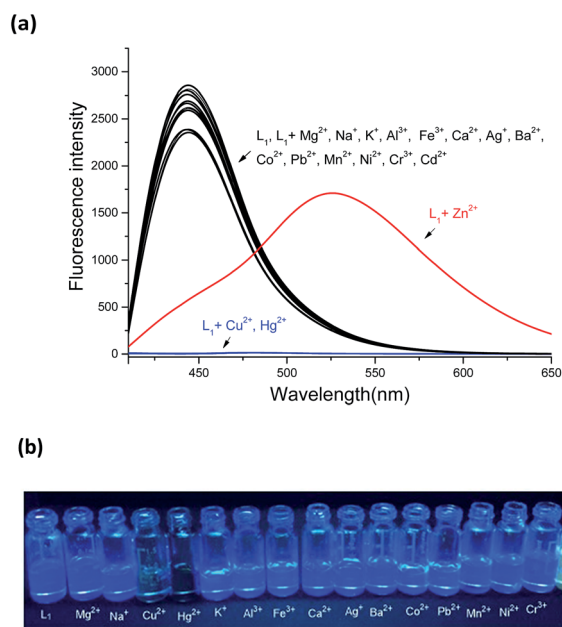 (a)
3000
2500
2000
1500
1000
500
0
Fluorescence intensity
L₁, L₁+ Mg²⁺, Na⁺, K⁺, Al³⁺, Fe³⁺, Ca²⁺, Ag⁺, Ba²⁺,
Co²⁺, Pb²⁺, Mn²⁺, Ni²⁺, Cr³⁺, Cd²⁺
L₁+ Zn²⁺
L₁+ Cu²⁺, Hg²⁺
450 500 550 600 650
Wavelength(nm)
(b)
L₁ Mg²⁺ Na⁺ Cu²⁺ Hg²⁺ K⁺ Al³⁺ Fe³⁺ Ca²⁺ Ag⁺ Ba²⁺ Co²⁺ Pb²⁺ Mn²⁺ Ni²⁺ Cr³⁺